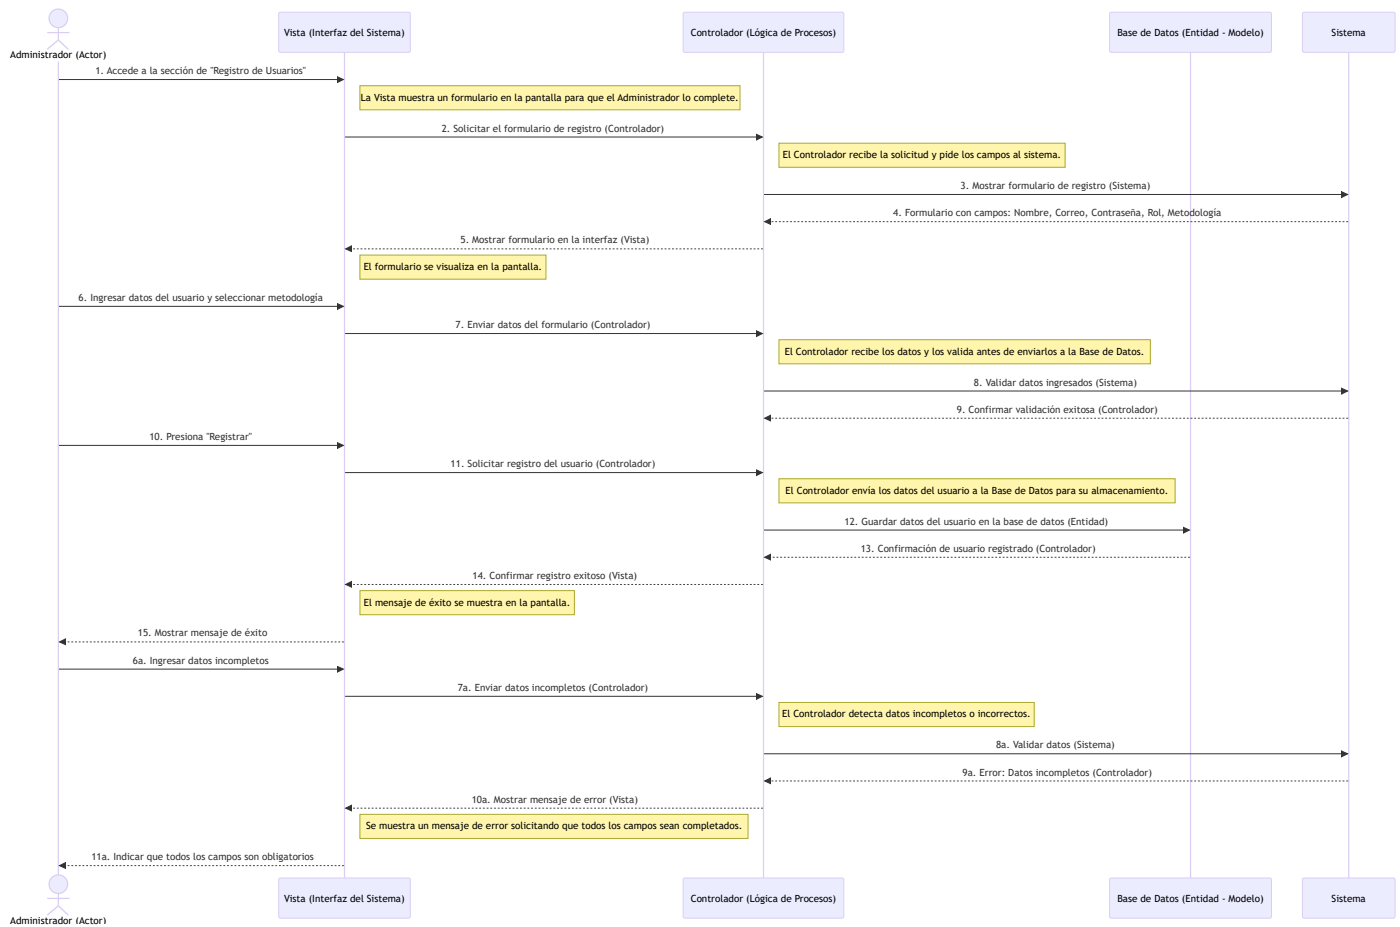 Vista (Interfaz del Sistema)
Controlador (Lógica de Procesos)
Base de Datos (Entidad - Modelo)
Sistema
Administrador (Actor)
1. Accede a la sección de "Registro de Usuarios"
La Vista muestra un formulario en la pantalla para que el Administrador lo complete.
2. Solicitar el formulario de registro (Controlador)
El Controlador recibe la solicitud y pide los campos al sistema.
3. Mostrar formulario de registro (Sistema)
4. Formulario con campos: Nombre, Correo, Contraseña, Rol, Metodología
5. Mostrar formulario en la interfaz (Vista)
El formulario se visualiza en la pantalla.
6. Ingresar datos del usuario y seleccionar metodología
7. Enviar datos del formulario (Controlador)
El Controlador recibe los datos y los valida antes de enviarlos a la Base de Datos.
8. Validar datos ingresados (Sistema)
9. Confirmar validación exitosa (Controlador)
10. Presiona "Registrar"
11. Solicitar registro del usuario (Controlador)
El Controlador envía los datos del usuario a la Base de Datos para su almacenamiento.
12. Guardar datos del usuario en la base de datos (Entidad)
13. Confirmación de usuario registrado (Controlador)
14. Confirmar registro exitoso (Vista)
El mensaje de éxito se muestra en la pantalla.
15. Mostrar mensaje de éxito
6a. Ingresar datos incompletos
7a. Enviar datos incompletos (Controlador)
El Controlador detecta datos incompletos o incorrectos.
8a. Validar datos (Sistema)
9a. Error: Datos incompletos (Controlador)
10a. Mostrar mensaje de error (Vista)
Se muestra un mensaje de error solicitando que todos los campos sean completados.
11a. Indicar que todos los campos son obligatorios
Vista (Interfaz del Sistema)
Controlador (Lógica de Procesos)
Base de Datos (Entidad - Modelo)
Sistema
Administrador (Actor)